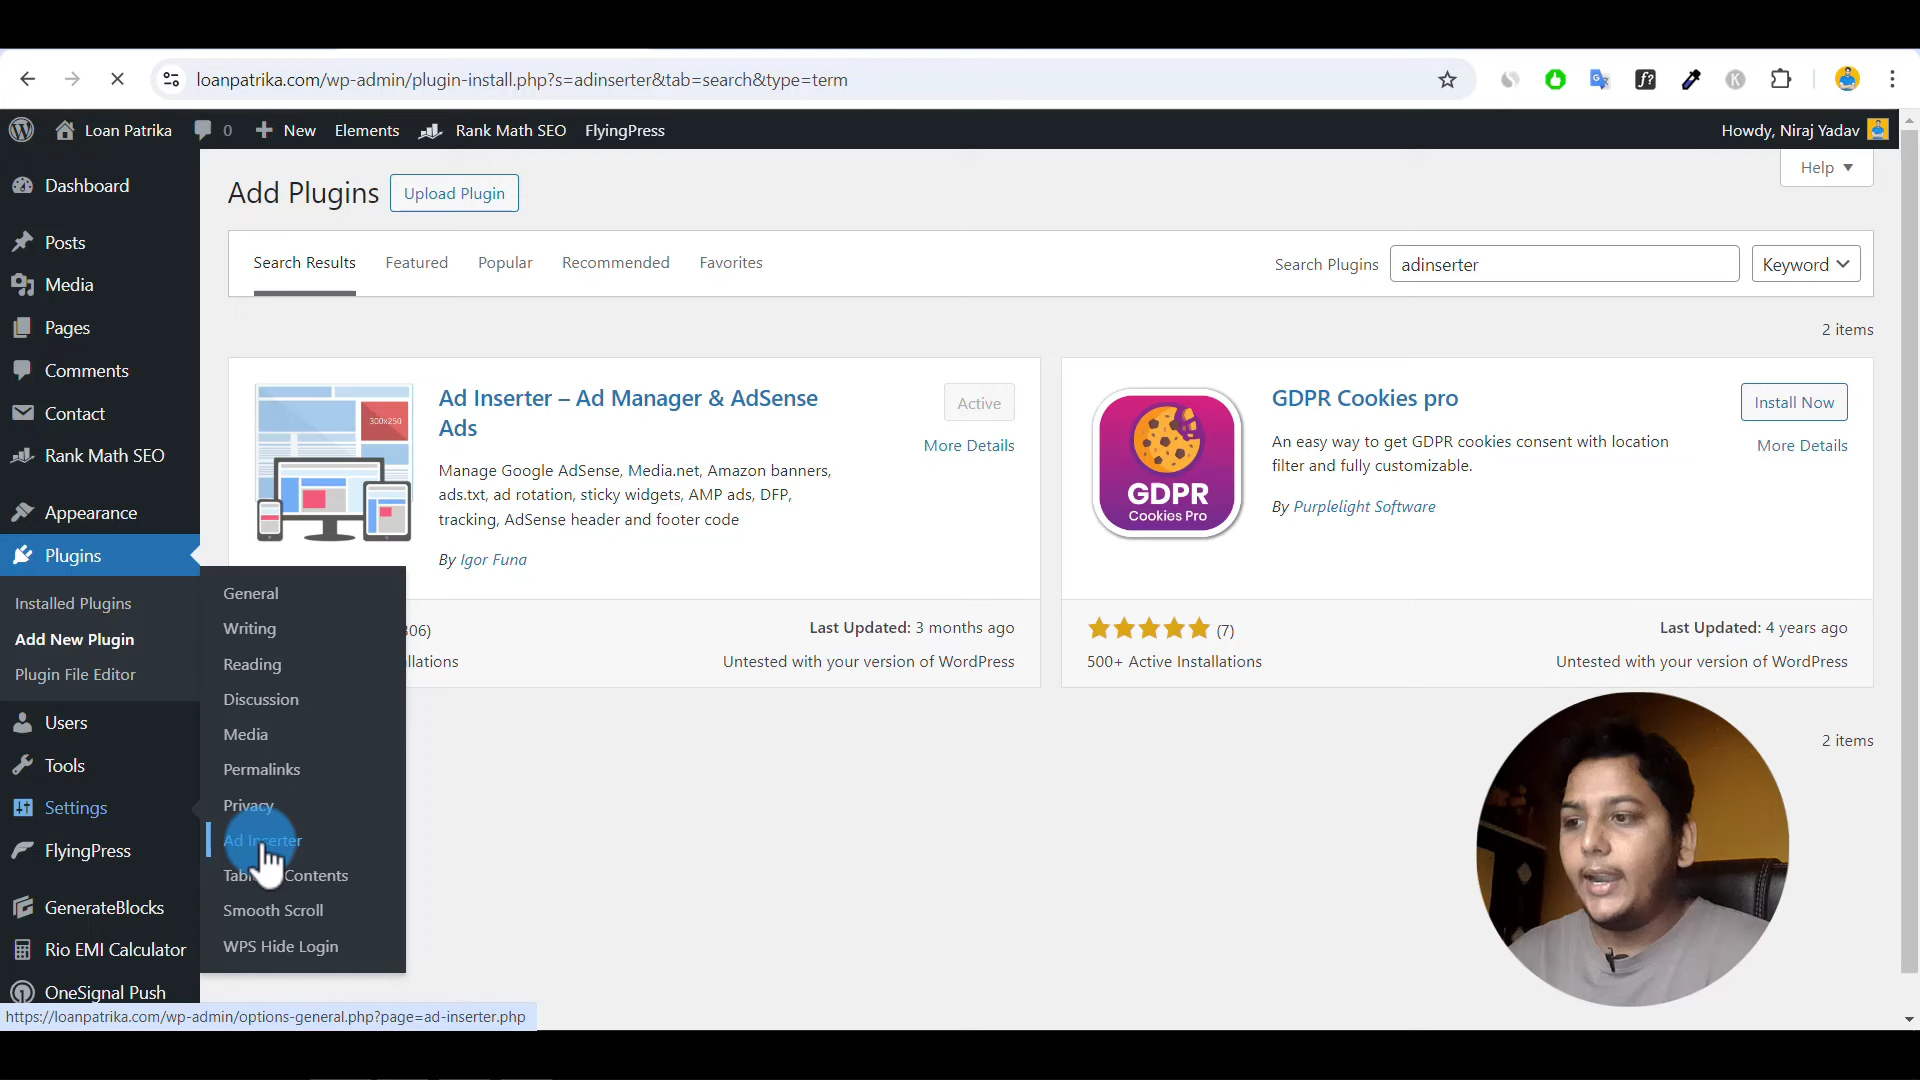 loanpatrika.com/wp-admin/plugin-install.php?s=adinserter&tab=search&type=term
Loan Patrika 0 New Elements Rank Math SEO FlyingPress
Howdy, Niraj Yadav
Help
Dashboard
Posts
Media
Pages
Comments
Contact
Rank Math SEO
Appearance
Plugins
Installed Plugins
Add New Plugin
Plugin File Editor
Users
Tools
Settings
FlyingPress
GenerateBlocks
Rio EMI Calculator
OneSignal Push
General
Writing
Reading
Discussion
Media
Permalinks
Privacy
Ad Inserter
Contents
Smooth Scroll
WPS Hide Login
Add Plugins Upload Plugin
Search Results Featured Popular Recommended Favorites
Search Plugins adinserter Keyword
2 items
300x250
Ad Inserter – Ad Manager & AdSense
Ads
Active
More Details
Manage Google AdSense, Media.net, Amazon banners,
ads.txt, ad rotation, sticky widgets, AMP ads, DFP,
tracking, AdSense header and footer code
By Igor Funa
Last Updated: 3 months ago
Untested with your version of WordPress
GDPR
Cookies Pro
GDPR Cookies pro
Install Now
More Details
An easy way to get GDPR cookies consent with location
filter and fully customizable.
By Purplelight Software
(7)
Last Updated: 4 years ago
500+ Active Installations
Untested with your version of WordPress
2 items
https://loanpatrika.com/wp-admin/options-general.php?page=ad-inserter.php